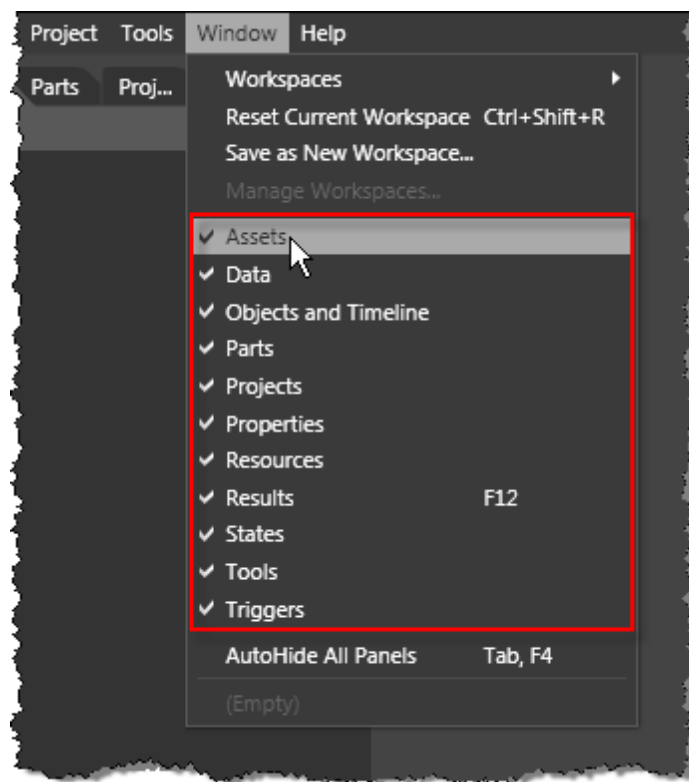 Project Tools Window Help
Parts Proj...
Workspaces
Reset Current Workspace Ctrl+Shift+R
Save as New Workspace...
Manage Workspaces...
Assets
Data
Objects and Timeline
Parts
Projects
Properties
Resources
Results F12
States
Tools
Triggers
AutoHide All Panels Tab, F4
(Empty)